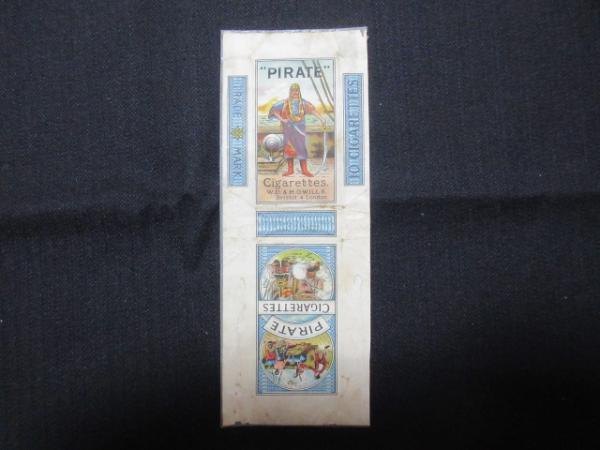 "PIRATE"
TRADE MARK
10 CIGARETTES
Cigarettes.
W.D. & H.O. WILLS.
Bristol & London
CIGARETTES
PIRATE